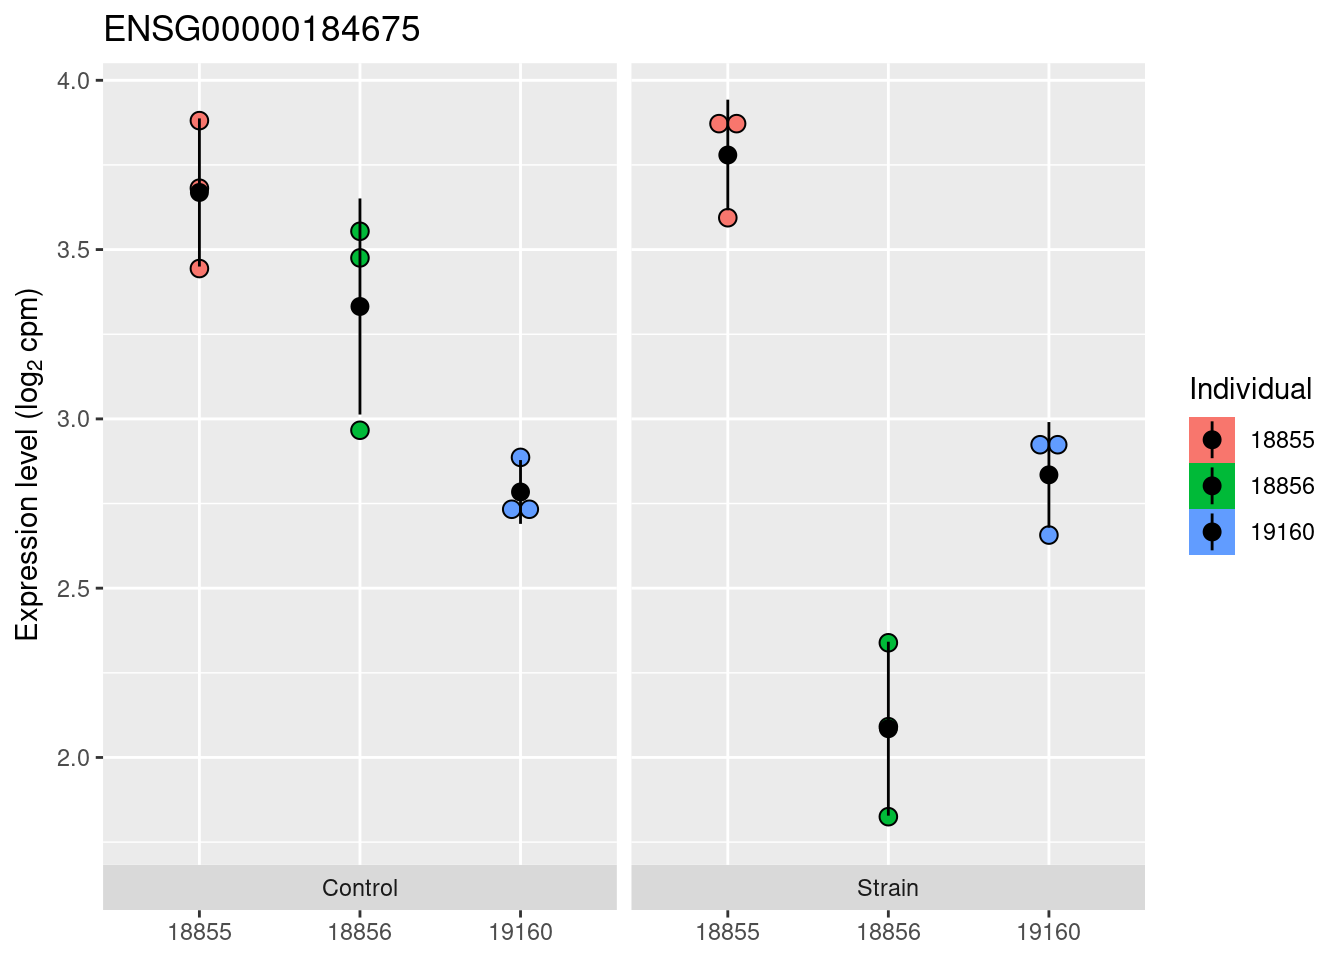 ENSG00000184675
Expression level (log₂ cpm)
4.0
3.5
3.0
2.5
2.0
Control
Strain
18855
18856
19160
18855
18856
19160
Individual
18855
18856
19160